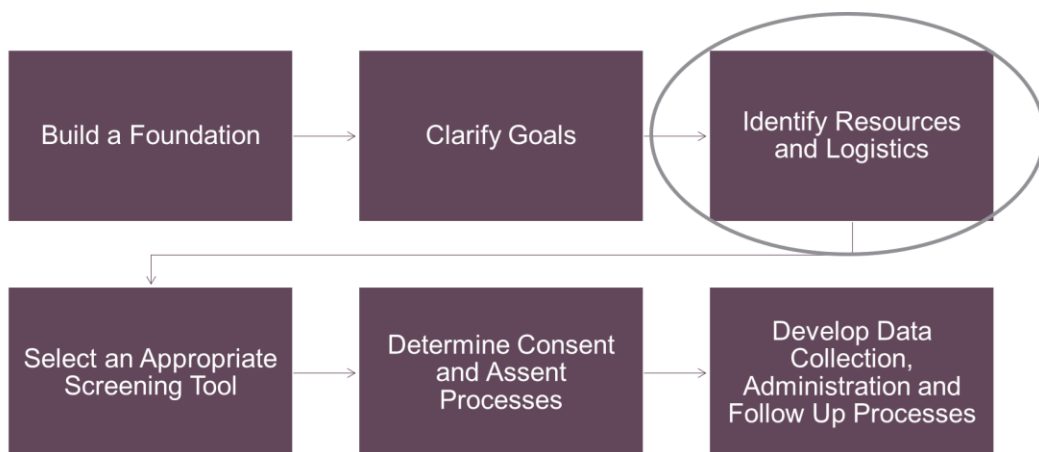 Build a Foundation
Clarify Goals
Identify Resources
and Logistics
Select an Appropriate
Screening Tool
Determine Consent
and Assent
Processes
Develop Data
Collection,
Administration and
Follow Up Processes